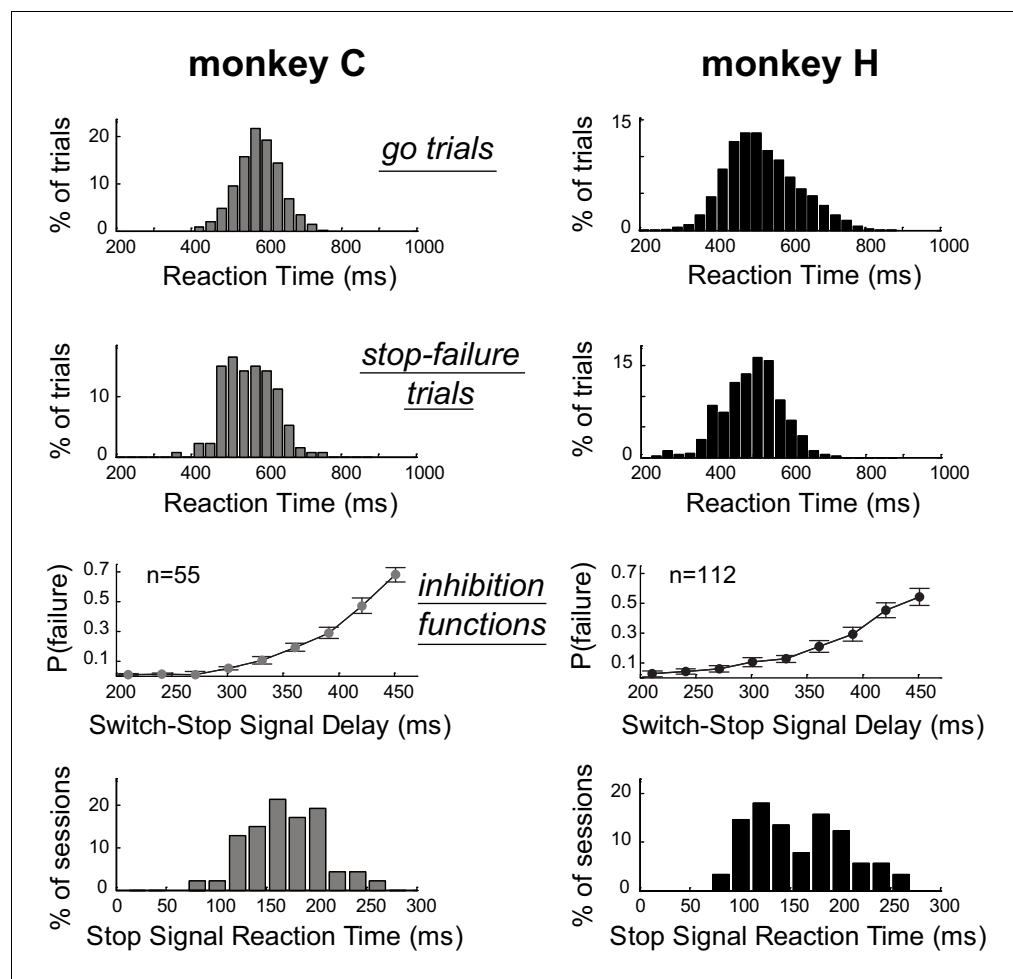 monkey C
monkey H
% of trials
20
10
0
200 400 600 800 1000
Reaction Time (ms)
go trials
% of trials
15
0
200 400 600 800 1000
Reaction Time (ms)
% of trials
10
0
200 400 600 800 1000
Reaction Time (ms)
stop-failure
trials
% of trials
15
0
200 400 600 800 1000
Reaction Time (ms)
P(failure)
0.7
0.5
0.3
0.1
n=55
200 250 300 350 400 450
Switch-Stop Signal Delay (ms)
inhibition
functions
P(failure)
0.7
0.5
0.3
0.1
n=112
200 250 300 350 400 450
Switch-Stop Signal Delay (ms)
% of sessions
20
10
0
0 50 100 150 200 250 300
Stop Signal Reaction Time (ms)
% of sessions
20
10
0
0 50 100 150 200 250 300
Stop Signal Reaction Time (ms)